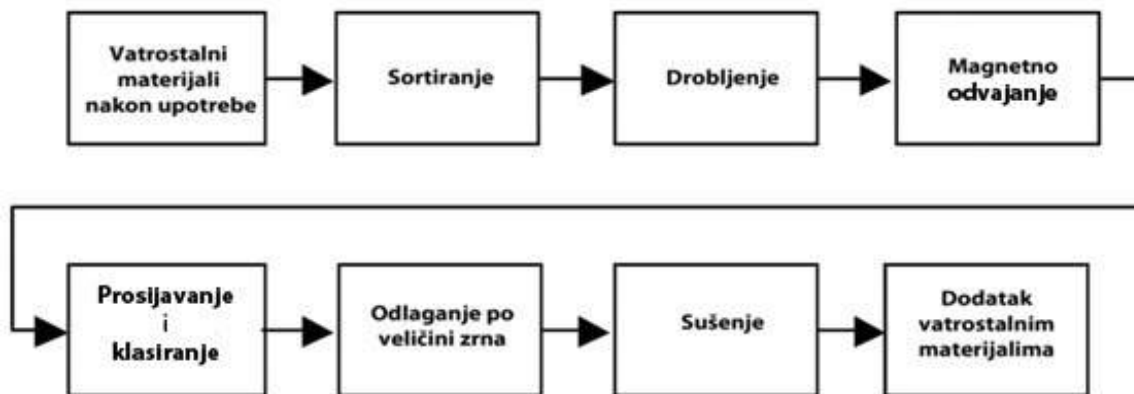 Vatrostalni
materijali
nakon upotrebe
Sortiranje
Drobljenje
Magnetno
odvajanje
Prosijavanje
i
klasiranje
Odlaganje po
veličini zrna
Sušenje
Dodatak
vatrostalnim
materijalima